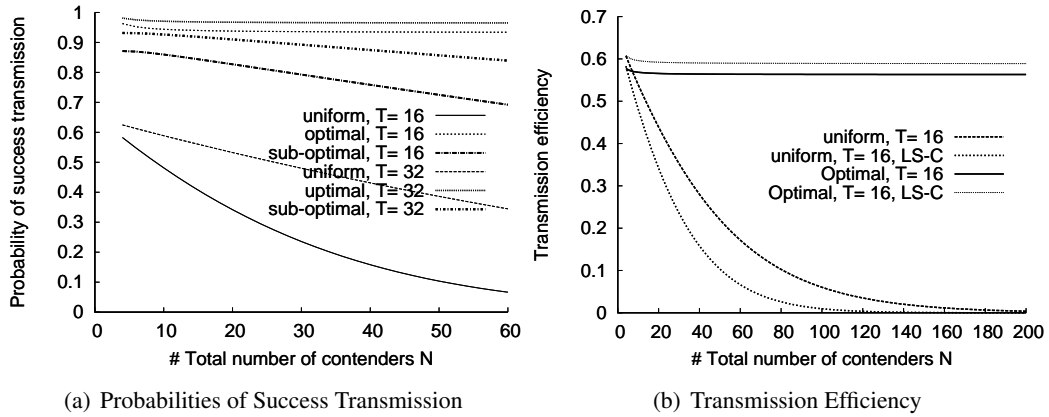 Probability of success transmission
1
0.9
0.8
0.7
0.6
0.5
0.4
0.3
0.2
0.1
0
0 10 20 30 40 50 60
# Total number of contenders N
uniform, T= 16
optimal, T= 16
sub-optimal, T= 16
uniform, T= 32
uptimal, T= 32
sub-optimal, T= 32
(a) Probabilities of Success Transmission
Transmission efficiency
0.7
0.6
0.5
0.4
0.3
0.2
0.1
0
0 20 40 60 80 100 120 140 160 180 200
# Total number of contenders N
uniform, T= 16
uniform, T= 16, LS-C
Optimal, T= 16
Optimal, T= 16, LS-C
(b) Transmission Efficiency